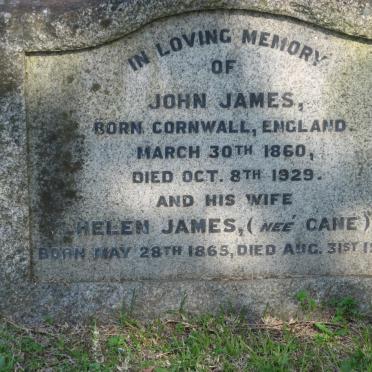 IN LOVING MEMORY
OF
JOHN JAMES,
BORN CORNWALL, ENGLAND.
MARCH 30TH 1860,
DIED OCT. 8TH 1929.
AND HIS WIFE
HELEN JAMES, (NEÉ CANE)
BORN MAY 28TH 1865, DIED AUG. 31ST